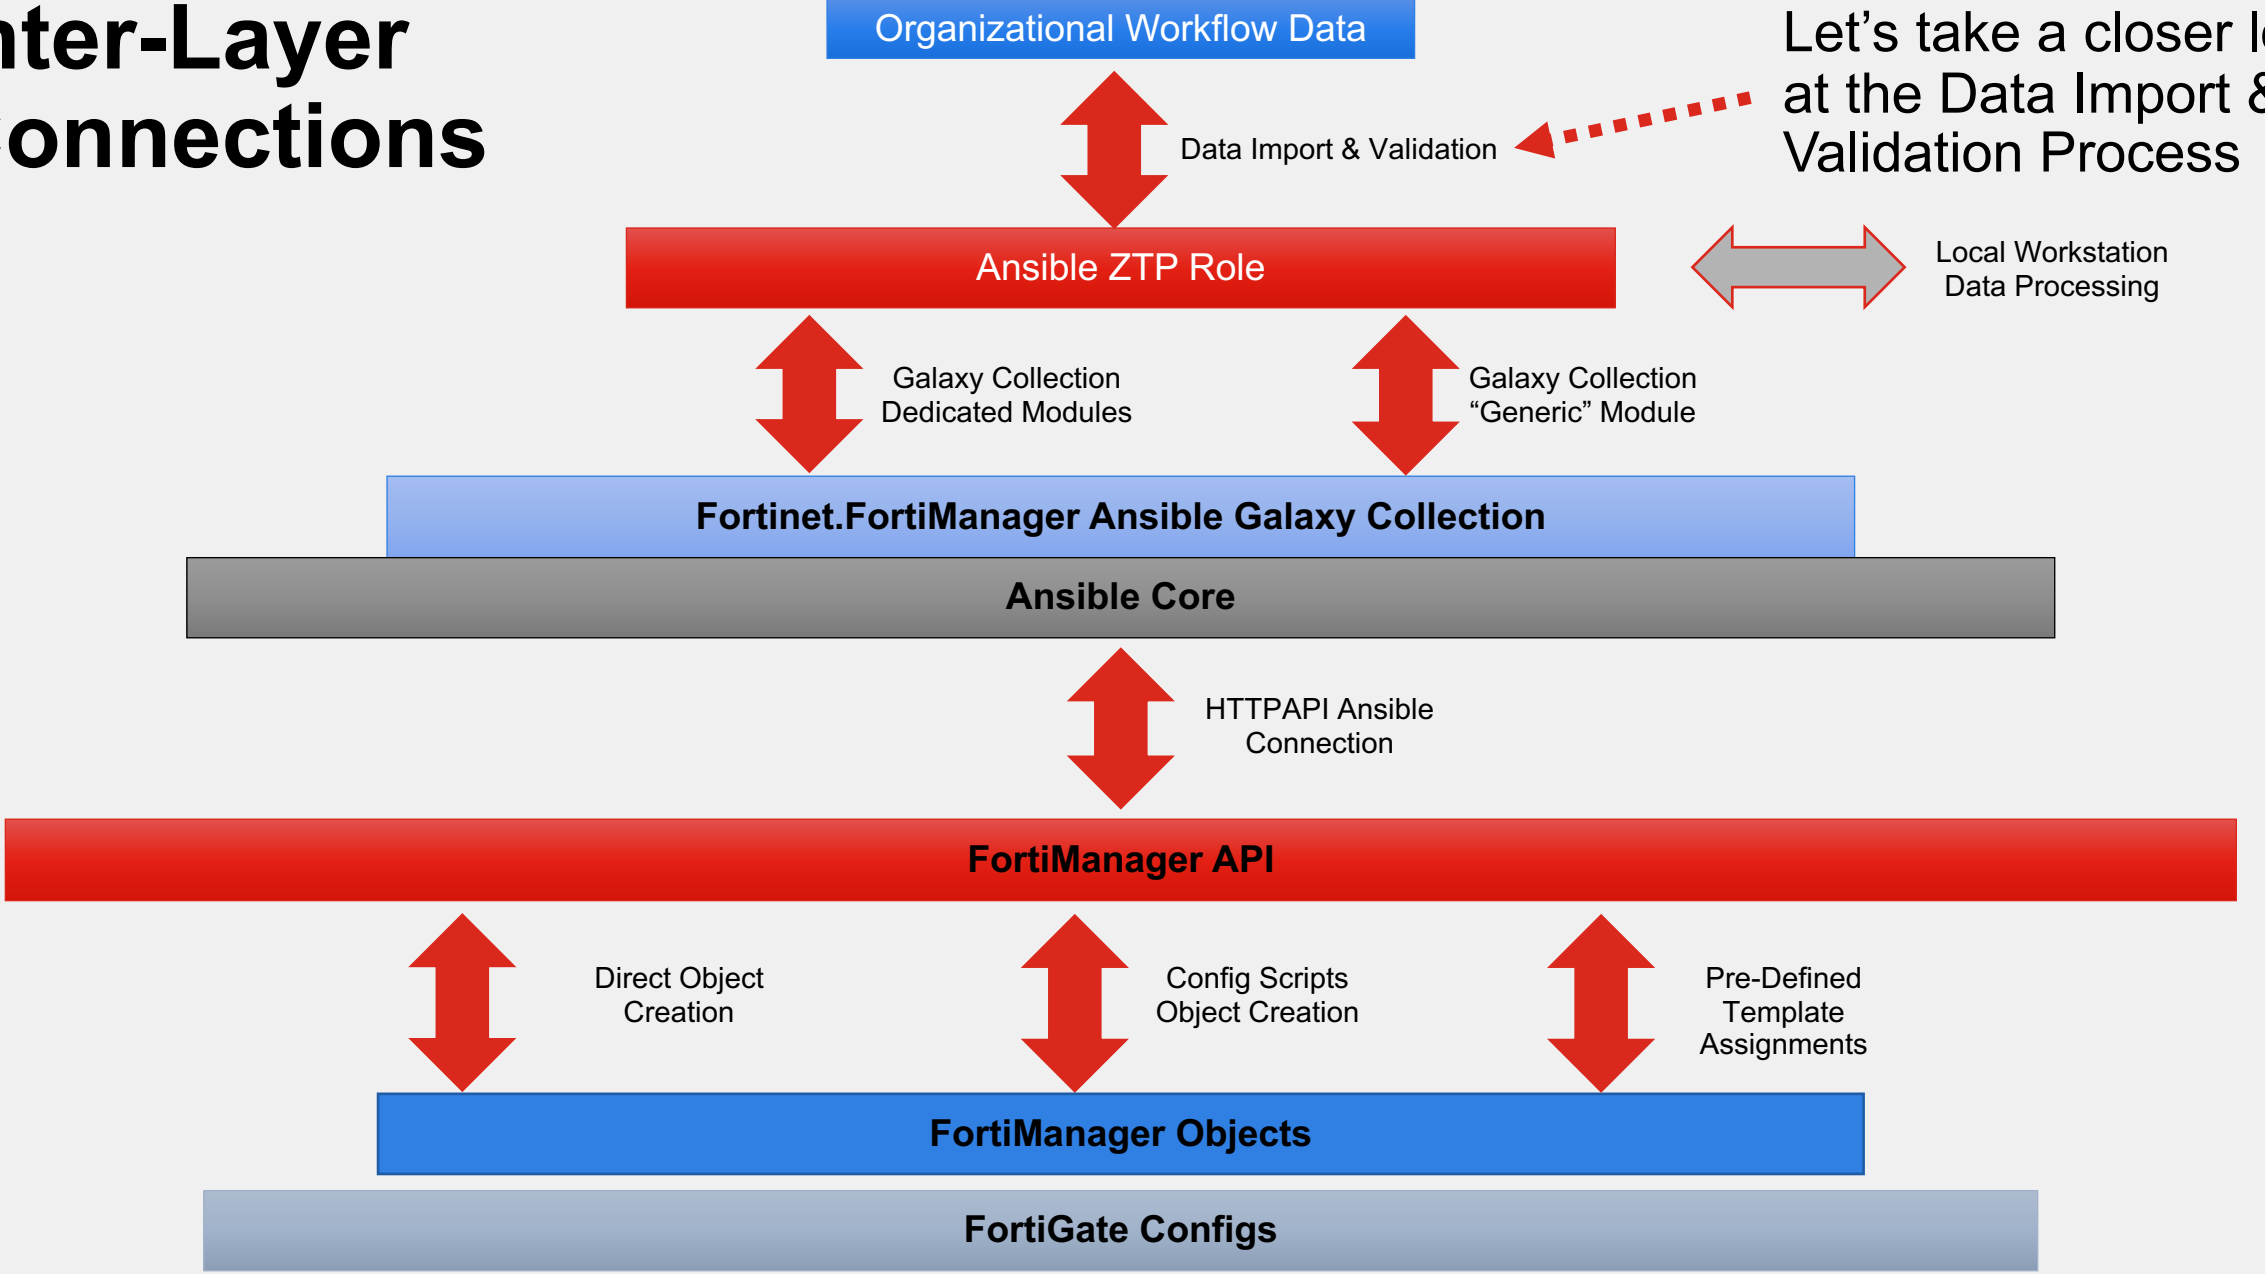 nter-Layer
onnections
Organizational Workflow Data
Let’s take a closer
at the Data Import &
Validation Process
Data Import & Validation
Ansible ZTP Role
Local Workstation
Data Processing
Galaxy Collection
Dedicated Modules
Galaxy Collection
“Generic” Module
Fortinet.FortiManager Ansible Galaxy Collection
Ansible Core
HTTPAPI Ansible
Connection
FortiManager API
Direct Object
Creation
Config Scripts
Object Creation
Pre-Defined
Template
Assignments
FortiManager Objects
FortiGate Configs